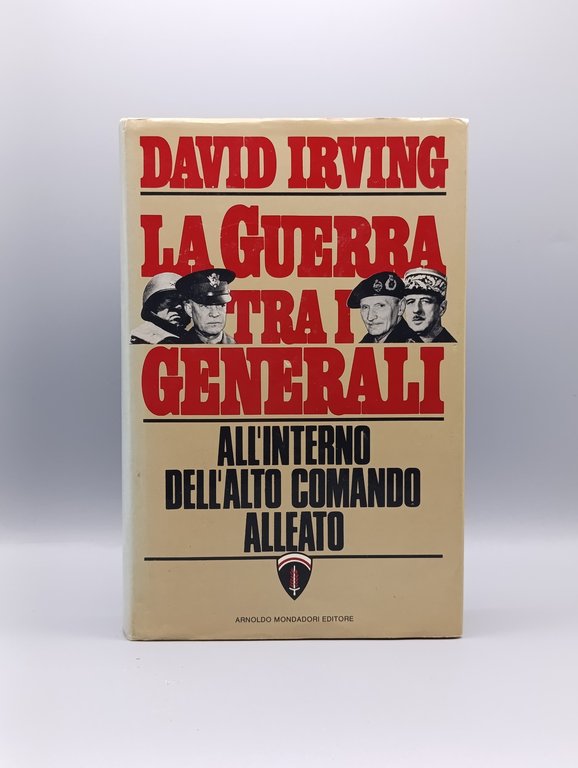 DAVID IRVING
LA GUERRA
TRA I
GENERALI
ALL'INTERNO
DELL'ALTO COMANDO
ALLEATO
ARNOLDO MONDADORI EDITORE